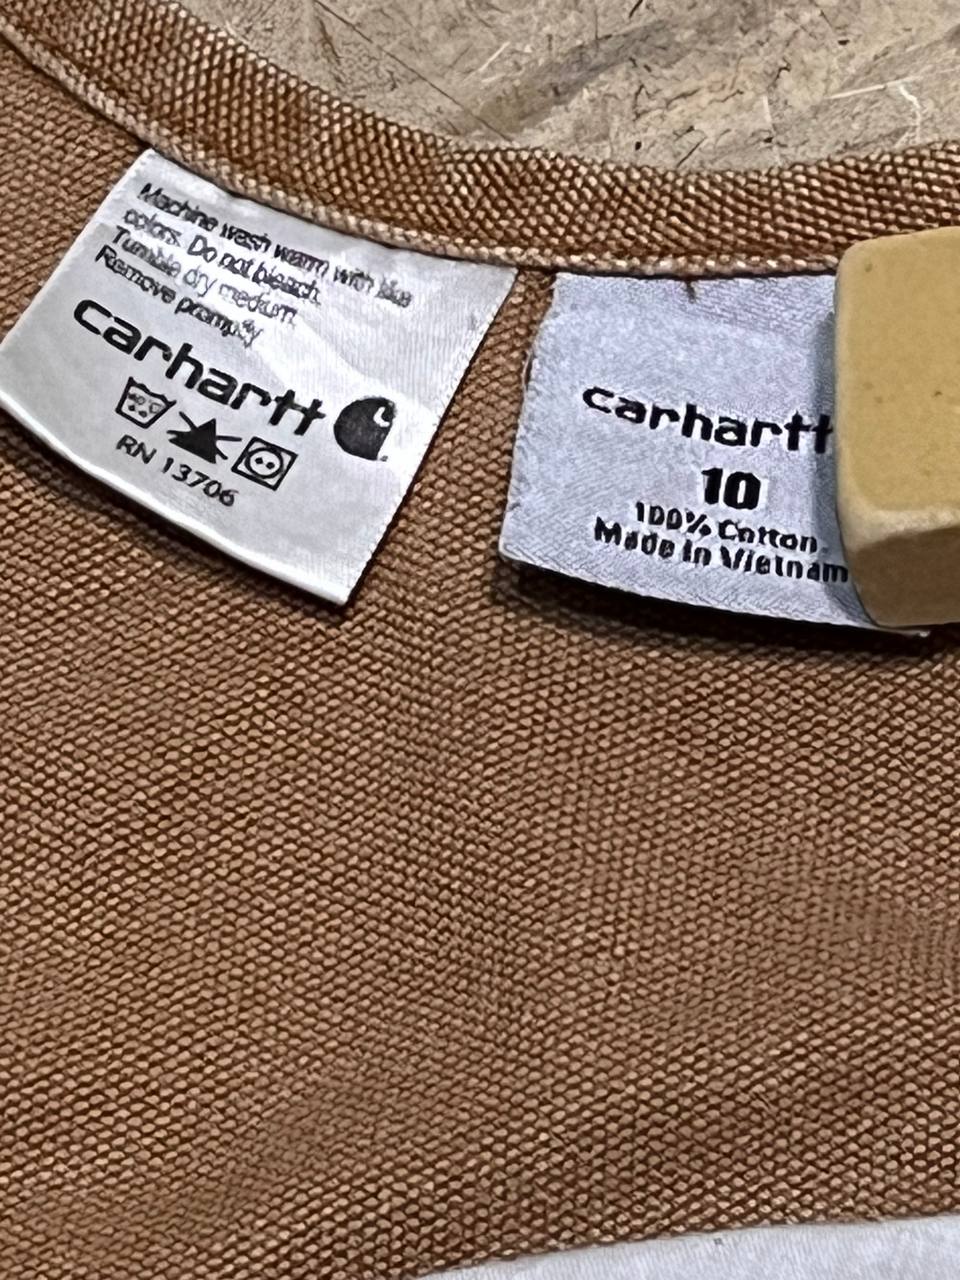 Machine wash warm with like
colors. Do not bleach.
Tumble dry medium.
Remove promptly
carhartt
40°C
RN 13706
carhartt
10
100% Cotton
Made in Vietnam